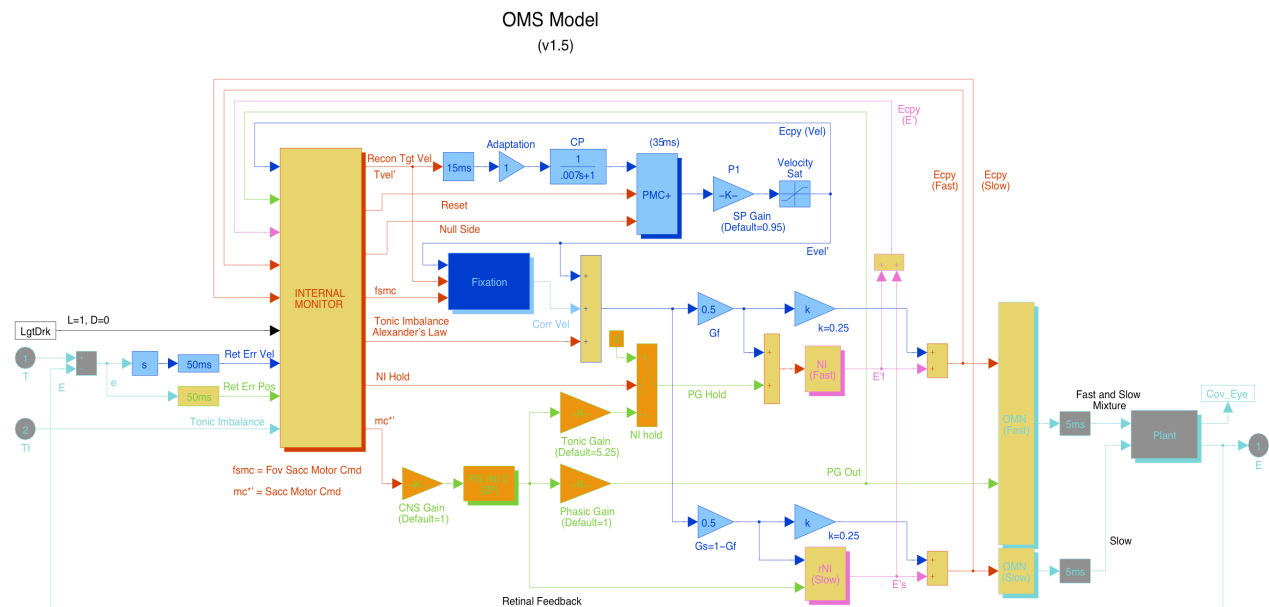 OMS Model
(v1.5)
Ecpy
(E')
Ecpy (Vel)
Adaptation
CP
(35ms)
Recon Tgt Vel
Tvel'
15ms
1
1
.007s+1
PMC+
P1
-K-
Velocity
Sat
SP Gain
(Default=0.95)
Ecpy
(Fast)
Ecpy
(Slow)
Reset
Null Side
Evel'
INTERNAL
MONITOR
fsmc
Fixation
+
+
+
Corr Vel
+ +
LgtDrk
L=1, D=0
Tonic Imbalance
Alexander's Law
0.5
Gf
k
k=0.25
1
T
E
e
s
50ms
Ret Err Vel
Ret Err Pos
50ms
NI Hold
PG Hold
+
+
NI
(Fast)
E'f
+
+
OMN
(Fast)
Fast and Slow
Mixture
5ms
Plant
Cov_Eye
1
E
2
TI
Tonic Imbalance
mc*'
NI hold
Tonic Gain
(Default=5.25)
fsmc = Fov Sacc Motor Cmd
mc*' = Sacc Motor Cmd
CNS Gain
(Default=1)
Phasic Gain
(Default=1)
PG Out
0.5
Gs=1-Gf
k
k=0.25
rNI
(Slow)
E's
+
+
OMN
(Slow)
5ms
Slow
Retinal Feedback